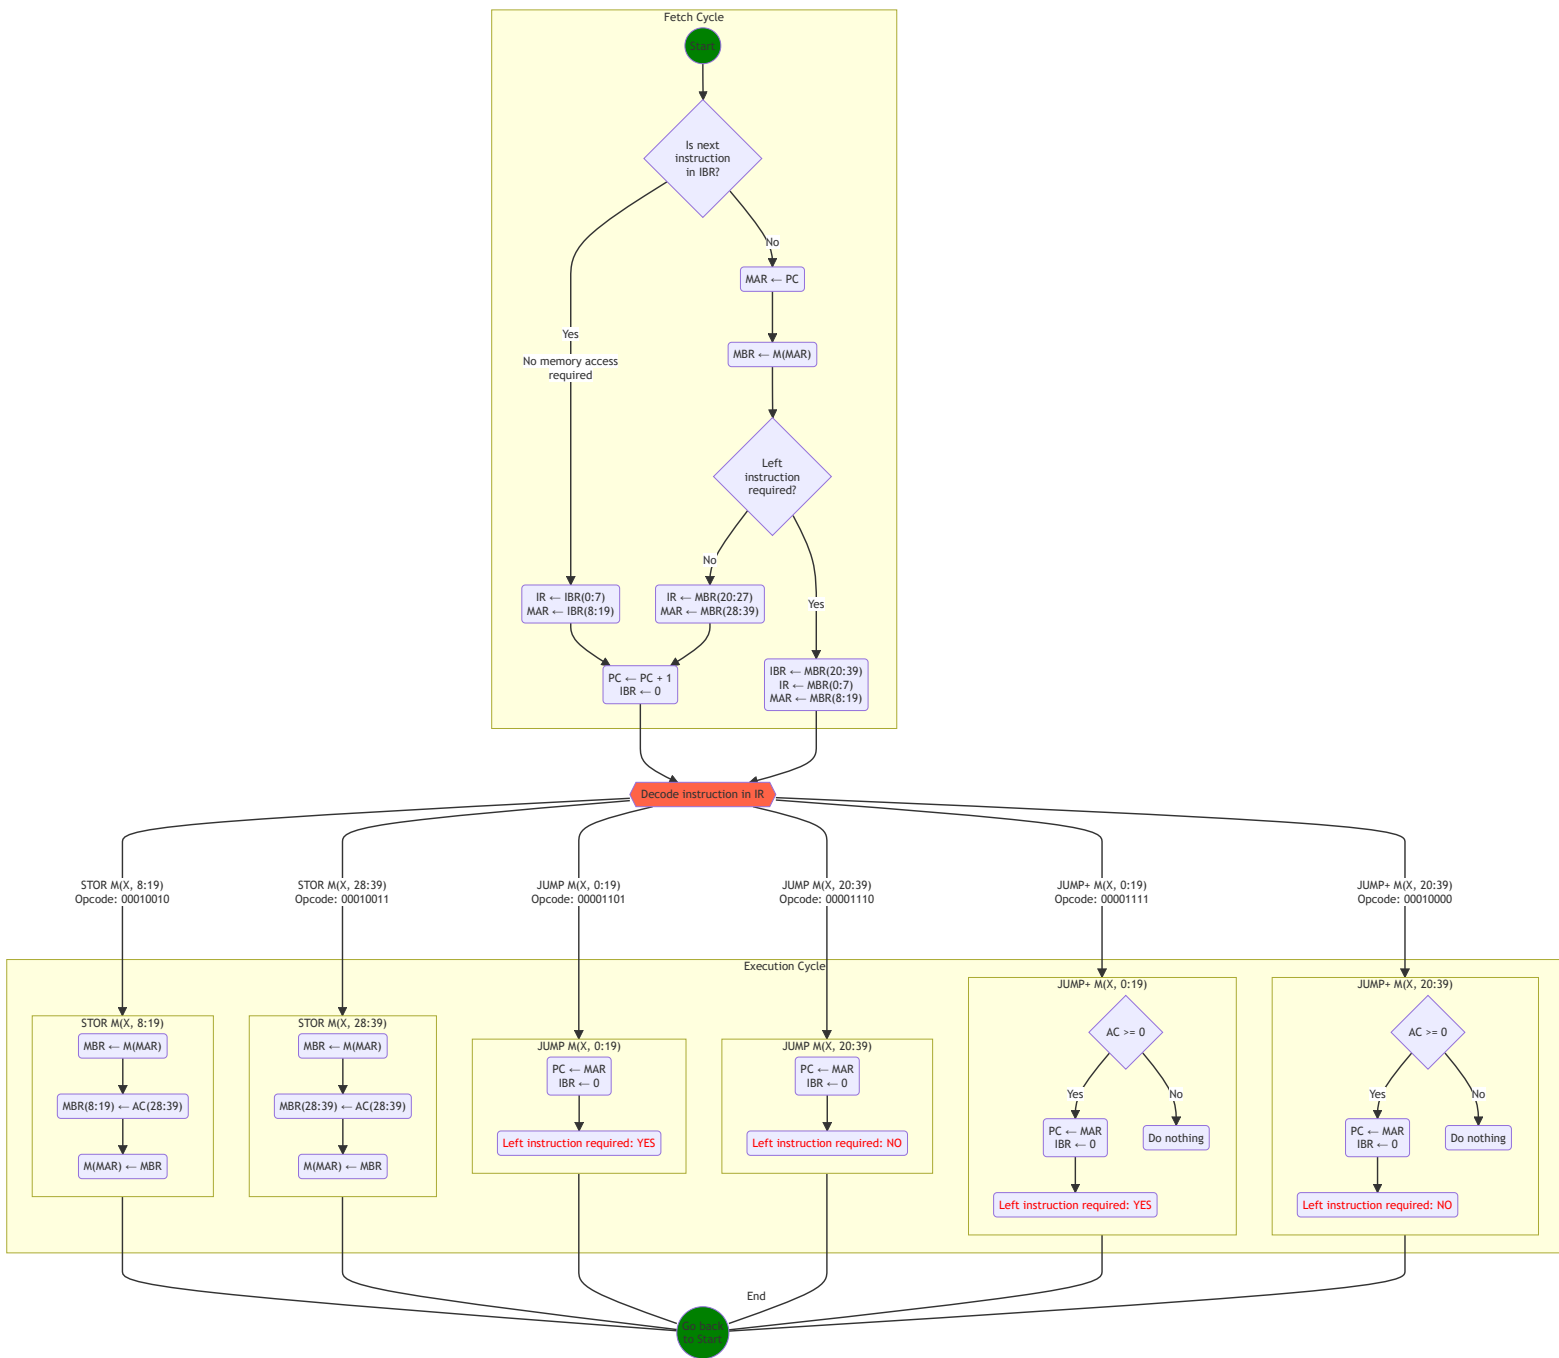 Fetch Cycle
Start
Is next
instruction
in IBR?
No
MAR ← PC
Yes
No memory access
required
MBR ← M(MAR)
Left
instruction
required?
No
Yes
IR ← IBR(0:7)
MAR ← IBR(8:19)
IR ← MBR(20:27)
MAR ← MBR(28:39)
PC ← PC + 1
IBR ← 0
IBR ← MBR(20:39)
IR ← MBR(0:7)
MAR ← MBR(8:19)
Decode instruction in IR
STOR M(X, 8:19)
Opcode: 00010010
STOR M(X, 28:39)
Opcode: 00010011
JUMP M(X, 0:19)
Opcode: 00001101
JUMP M(X, 20:39)
Opcode: 00001110
JUMP+ M(X, 0:19)
Opcode: 00001111
JUMP+ M(X, 20:39)
Opcode: 00010000
Execution Cycle
STOR M(X, 8:19)
MBR ← M(MAR)
MBR(8:19) ← AC(28:39)
M(MAR) ← MBR
STOR M(X, 28:39)
MBR ← M(MAR)
MBR(28:39) ← AC(28:39)
M(MAR) ← MBR
JUMP M(X, 0:19)
PC ← MAR
IBR ← 0
Left instruction required: YES
JUMP M(X, 20:39)
PC ← MAR
IBR ← 0
Left instruction required: NO
JUMP+ M(X, 0:19)
AC >= 0
Yes
No
PC ← MAR
IBR ← 0
Do nothing
Left instruction required: YES
JUMP+ M(X, 20:39)
AC >= 0
Yes
No
PC ← MAR
IBR ← 0
Do nothing
Left instruction required: NO
End
Go back
to Start